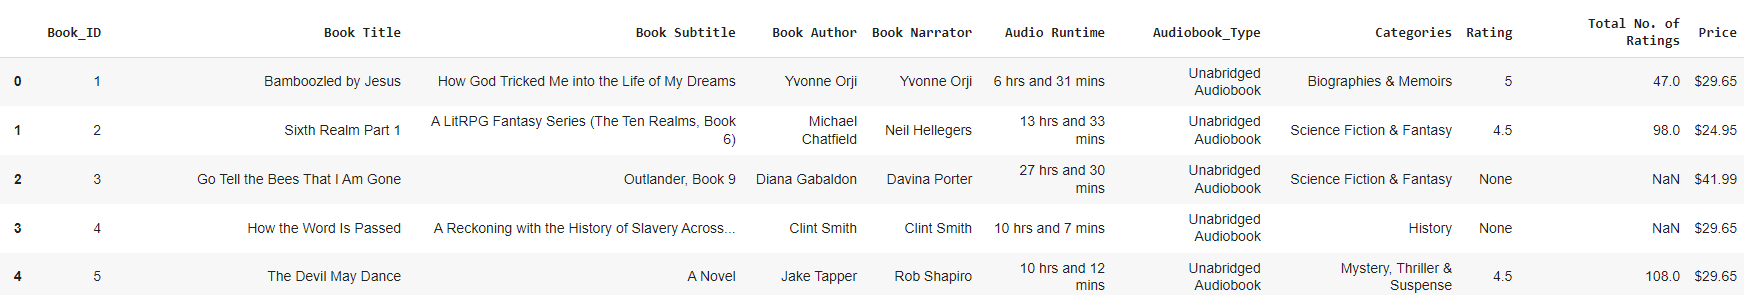 Book_ID Book Title Book Subtitle Book Author Book Narrator Audio Runtime Audiobook_Type Categories Rating Total No. of Ratings Price
0 1 Bamboozled by Jesus How God Tricked Me into the Life of My Dreams Yvonne Orji Yvonne Orji 6 hrs and 31 mins Unabridged Audiobook Biographies & Memoirs 5 47.0 $29.65
1 2 Sixth Realm Part 1 A LitRPG Fantasy Series (The Ten Realms, Book 6) Michael Chatfield Neil Hellegers 13 hrs and 33 mins Unabridged Audiobook Science Fiction & Fantasy 4.5 98.0 $24.95
2 3 Go Tell the Bees That I Am Gone Outlander, Book 9 Diana Gabaldon Davina Porter 27 hrs and 30 mins Unabridged Audiobook Science Fiction & Fantasy None NaN $41.99
3 4 How the Word Is Passed A Reckoning with the History of Slavery Across... Clint Smith Clint Smith 10 hrs and 7 mins Unabridged Audiobook History None NaN $29.65
4 5 The Devil May Dance A Novel Jake Tapper Rob Shapiro 10 hrs and 12 mins Unabridged Audiobook Mystery, Thriller & Suspense 4.5 108.0 $29.65